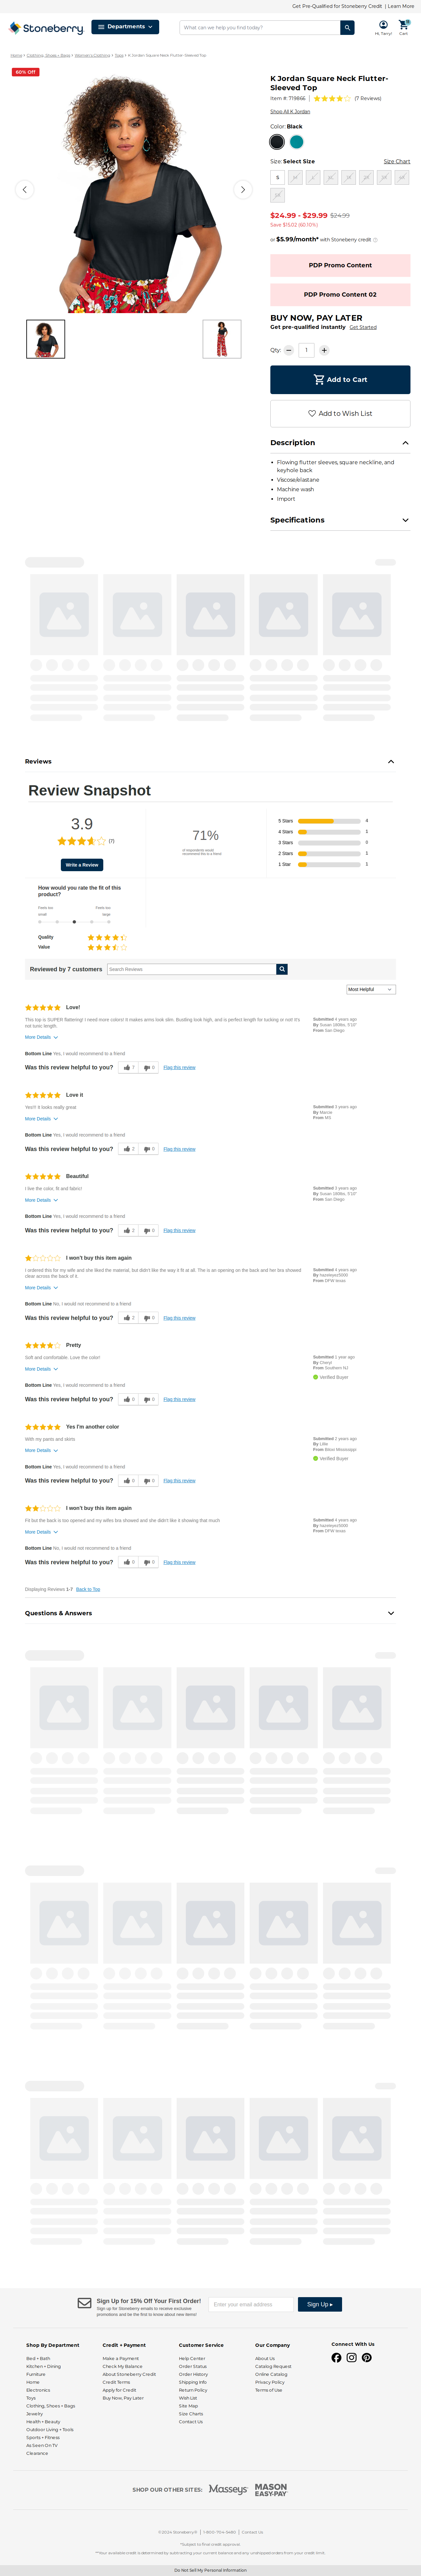 Get Pre-Qualified for Stoneberry Credit | Learn More
Stoneberry
Departments
What can we help you find today?
Hi, Terry!
0
Cart
Home > Clothing, Shoes + Bags > Women's Clothing > Tops > K Jordan Square Neck Flutter-Sleeved Top
60% Off
K Jordan Square Neck Flutter-Sleeved Top
Item #: 719866 | (7 Reviews)
Shop All K Jordan
Color: Black
Size: Select Size
Size Chart
S M L
$24.99 - $29.99 $24.99
Save $15.02 (60.10%)
or $5.99/month* with Stoneberry credit
PDP Promo Content
PDP Promo Content 02
BUY NOW, PAY LATER
Get pre-qualified instantly Get Started
Qty: 1
Add to Cart
Add to Wish List
Description
Flowing flutter sleeves, square neckline, and keyhole back
Viscose/elastane
Machine wash
Import
Specifications
Reviews
Review Snapshot
3.9
(7)
Write a Review
71%
of respondents would recommend this to a friend
5 Stars 4
4 Stars 1
3 Stars 0
2 Stars 1
1 Star 1
How would you rate the fit of this product?
Feels too small
Feels too large
Quality
Value
Reviewed by 7 customers
Search Reviews
Most Helpful
Love!
This top is SUPER flattering! I need more colors! It makes arms look slim. Bustling look high, and is perfect length for tucking in or not! It's not sonic length.
More Details
Submitted 4 years ago
By Susan 160lbs. 5'10"
From San Diego
Bottom Line Yes, I would recommend to a friend
Was this review helpful to you? 7 0 Flag this review
Love it
Yes!!! It looks really great
More Details
Submitted 3 years ago
By Marcia
From MS
Bottom Line Yes, I would recommend to a friend
Was this review helpful to you? 2 0 Flag this review
Beautiful
I live the color, fit and fabric!
More Details
Submitted 3 years ago
By Susan 160lbs. 5'10"
From San Diego
Bottom Line Yes, I would recommend to a friend
Was this review helpful to you? 2 0 Flag this review
I won't buy this item again
I ordered this for my wife and she liked the material, but didn't like the way it fit at all. The is an opening on the back and her bra showed clear across the back of it.
More Details
Submitted 4 years ago
By hazeleyez5000
From DFW texas
Bottom Line No, I would not recommend to a friend
Was this review helpful to you? 2 0 Flag this review
Pretty
Soft and comfortable. Love the color!
More Details
Submitted 1 year ago
By Cheryl
From Southern NJ
Verified Buyer
Bottom Line Yes, I would recommend to a friend
Was this review helpful to you? 0 0 Flag this review
Yes I'm another color
With my pants and skirts
More Details
Submitted 2 years ago
By Lillie
From Biloxi Mississippi
Verified Buyer
Bottom Line Yes, I would recommend to a friend
Was this review helpful to you? 0 0 Flag this review
I won't buy this item again
Fit but the back is too opened and my wifes bra showed and she didn't like it showing that much
More Details
Submitted 4 years ago
By hazeleyez5000
From DFW texas
Bottom Line No, I would not recommend to a friend
Was this review helpful to you? 0 0 Flag this review
Displaying Reviews 1-7 Back to Top
Questions & Answers
Sign Up for 15% Off Your First Order!
Sign up for Stoneberry emails to receive exclusive promotions and be the first to know about new items!
Enter your email address
Sign Up ▸
Shop By Department
Bed + Bath
Kitchen + Dining
Furniture
Home
Electronics
Toys
Clothing, Shoes + Bags
Jewelry
Health + Beauty
Outdoor Living + Tools
Sports + Fitness
As Seen On TV
Clearance
Credit + Payment
Make a Payment
Check My Balance
About Stoneberry Credit
Credit Terms
Apply for Credit
Buy Now, Pay Later
Customer Service
Help Center
Order Status
Order History
Shipping Info
Return Policy
Wish List
Site Map
Size Charts
Contact Us
Our Company
About Us
Catalog Request
Online Catalog
Privacy Policy
Terms of Use
Connect With Us
SHOP OUR OTHER SITES: Masseys MASON EASY-PAY
©2024 Stoneberry® | 1-800-704-5480 | Contact Us
*Subject to final credit approval.
**Your available credit is determined by subtracting your current balance and any unshipped orders from your credit limit.
Do Not Sell My Personal Information